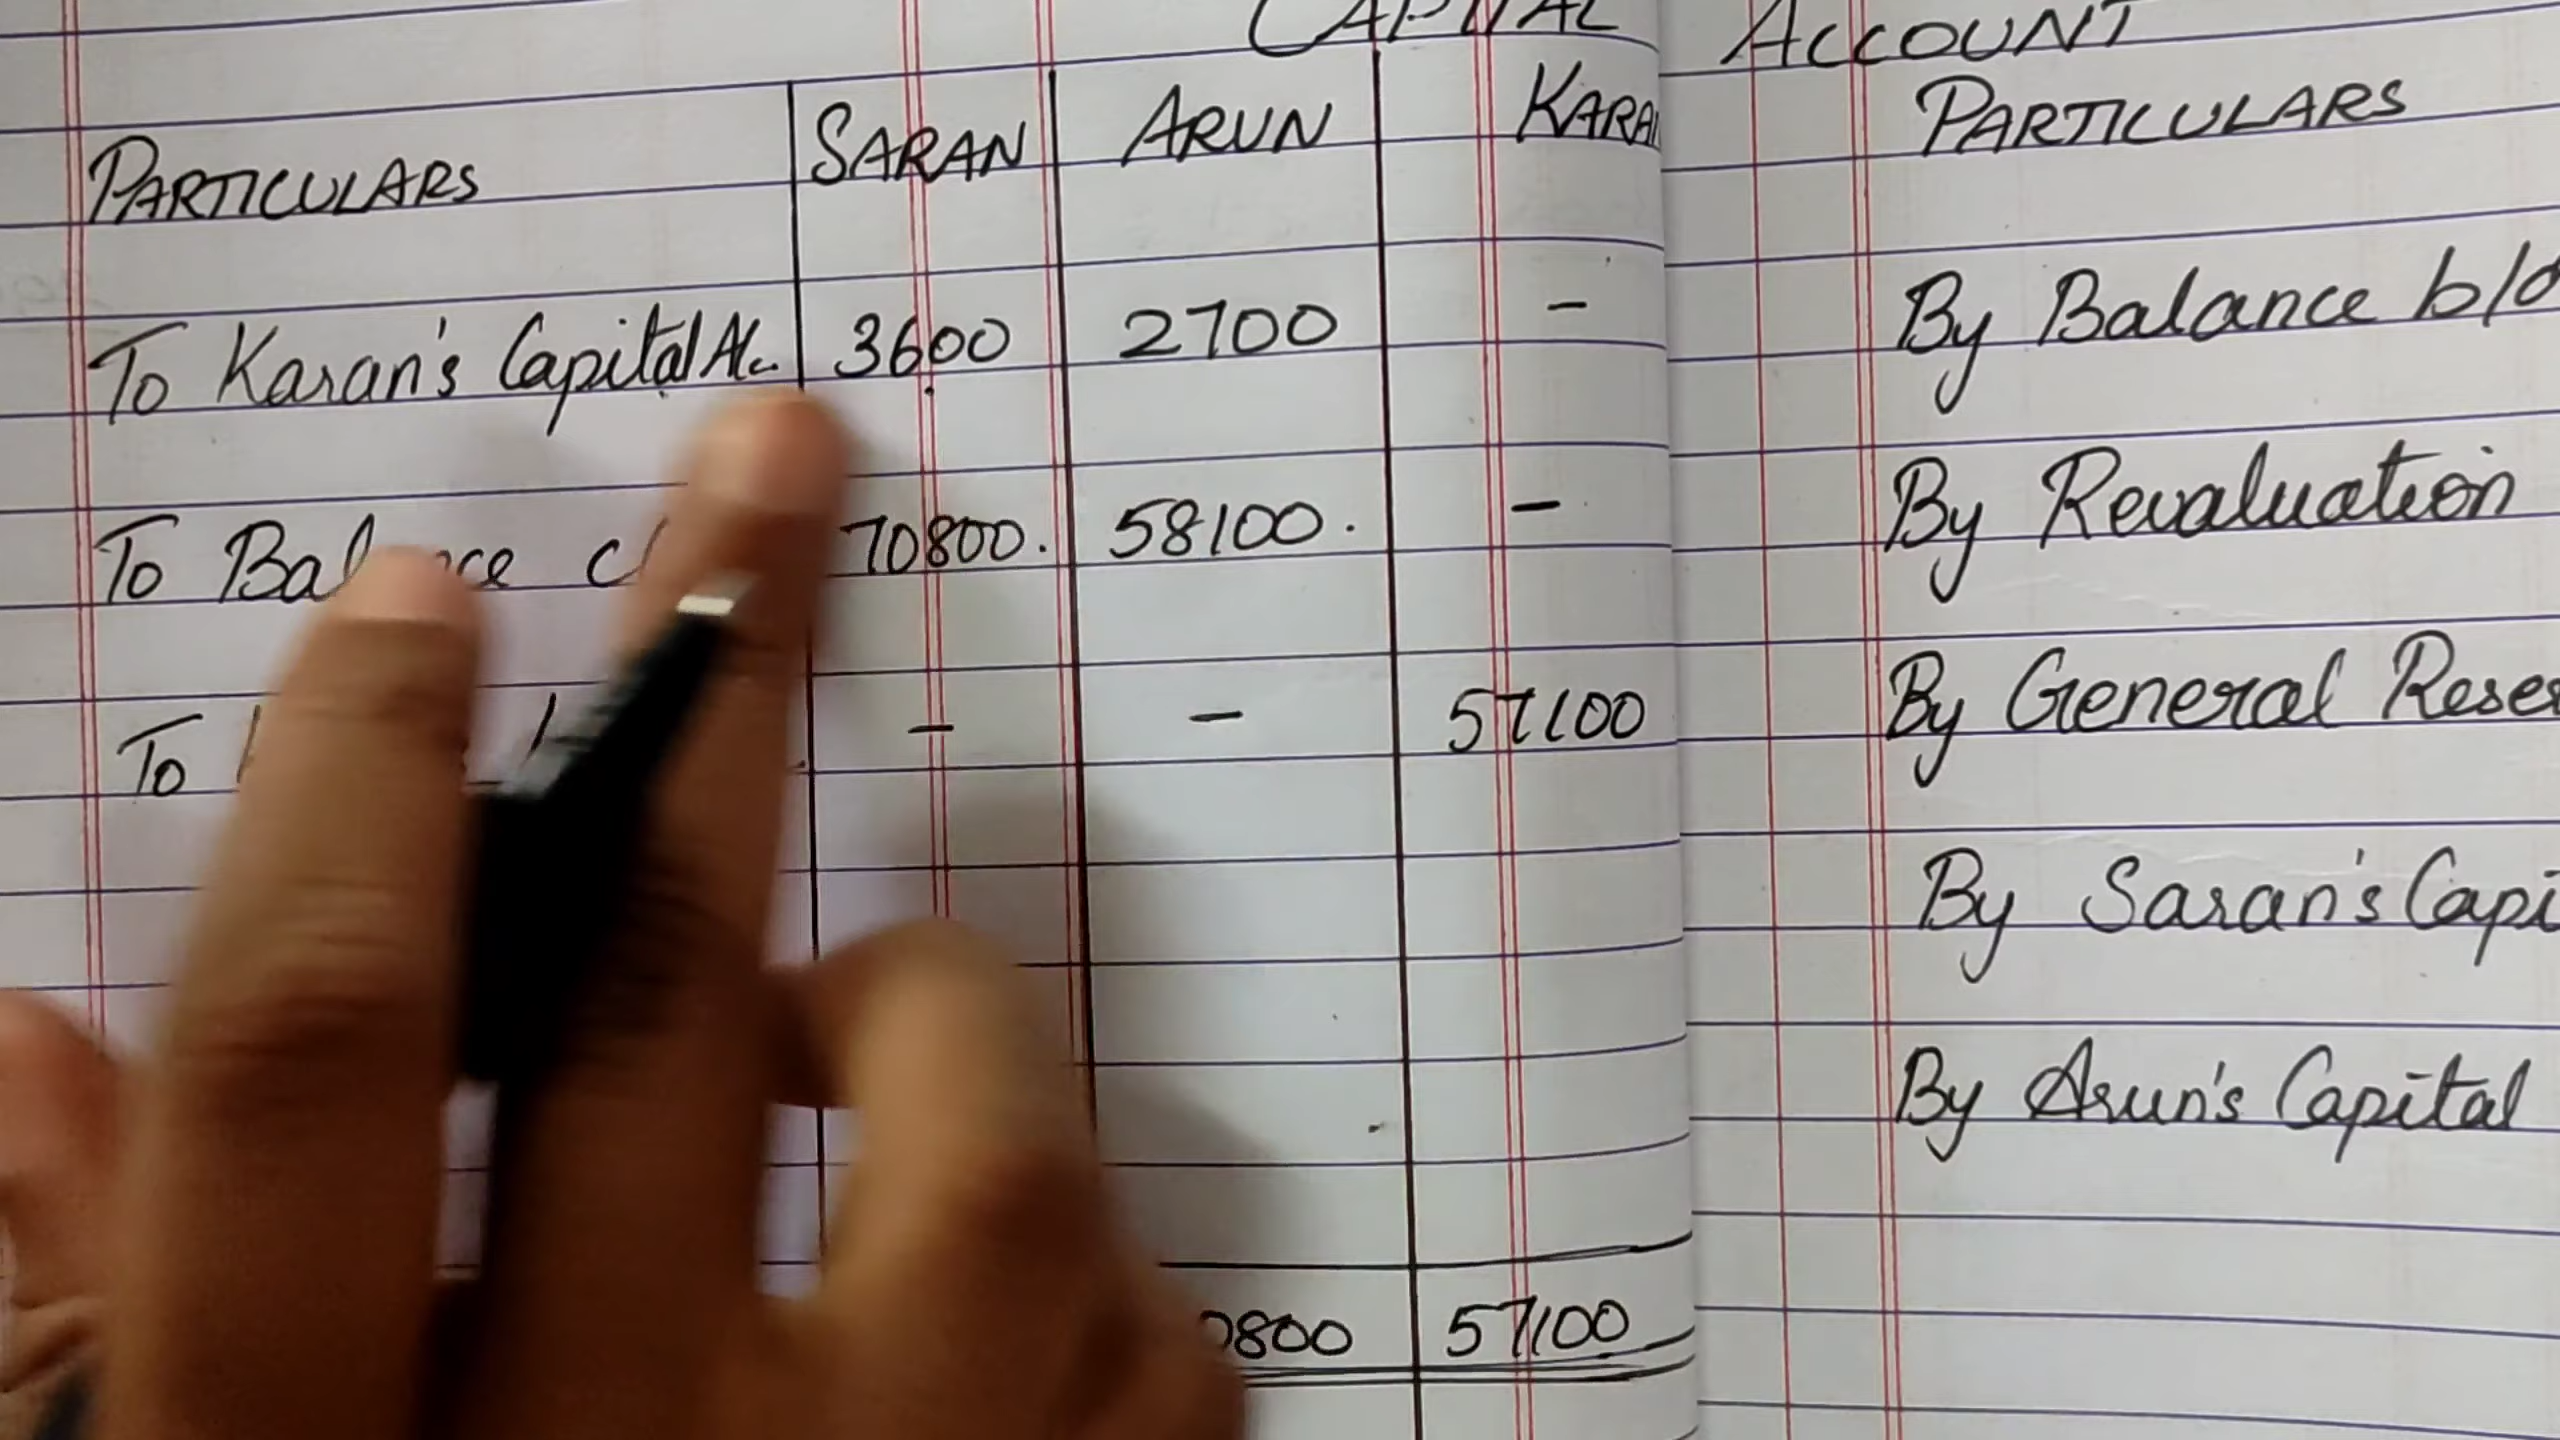 CAPITAL ACCOUNT
PARTICULARS SARAN ARUN KARAN PARTICULARS
To Karan's Capital A/c. 3600 2700 - By Balance b/d
To Balance c/ 70800. 58100. - By Revaluation
To - - 57100 By General Rese
By Saran's Capi
By Arun's Capital
0800 57100